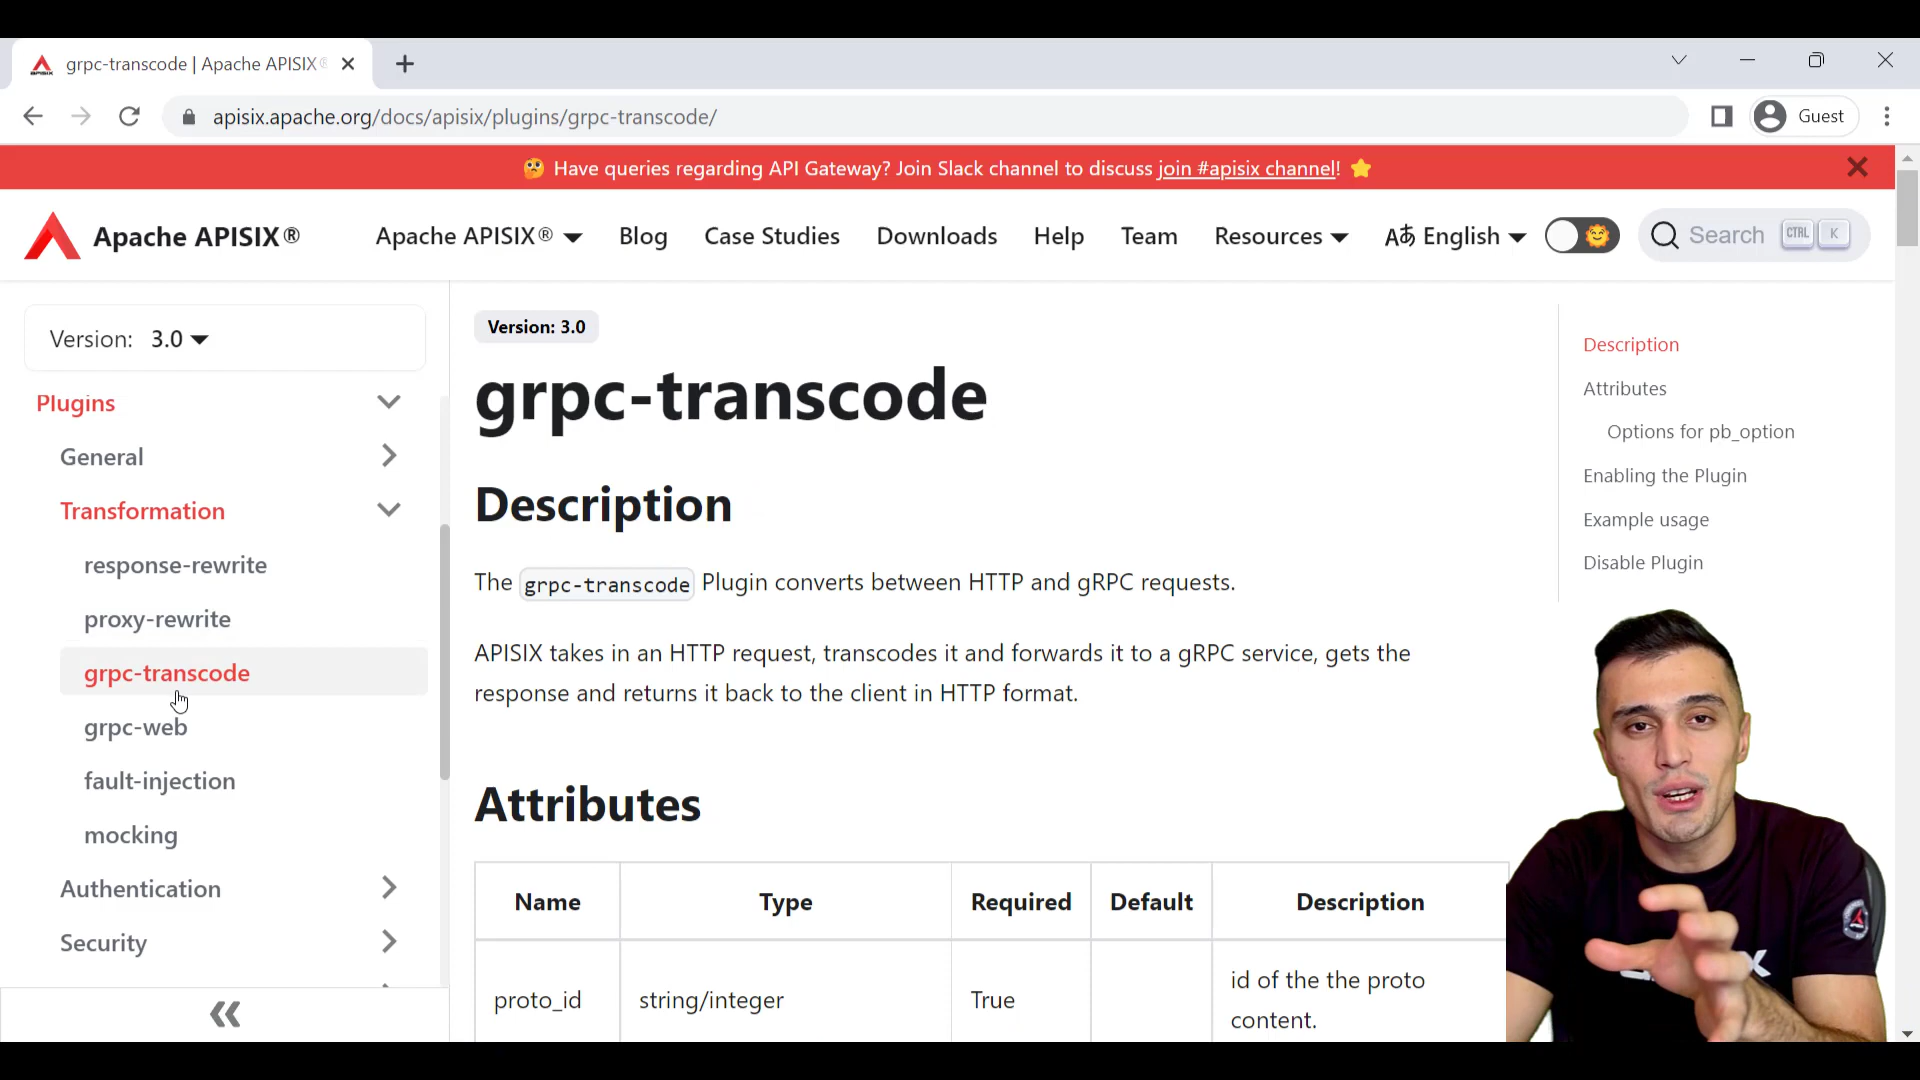 grpc-transcode | Apache APISIX®
apisix.apache.org/docs/apisix/plugins/grpc-transcode/
Guest
🤔 Have queries regarding API Gateway? Join Slack channel to discuss join #apisix channel! ⭐
Apache APISIX®
Apache APISIX® Blog Case Studies Downloads Help Team Resources English Search CTRL K
Version: 3.0
Plugins
General
Transformation
response-rewrite
proxy-rewrite
grpc-transcode
grpc-web
fault-injection
mocking
Authentication
Security
Version: 3.0
grpc-transcode
Description
The grpc-transcode Plugin converts between HTTP and gRPC requests.
APISIX takes in an HTTP request, transcodes it and forwards it to a gRPC service, gets the
response and returns it back to the client in HTTP format.
Attributes
Name Type Required Default Description
proto_id string/integer True id of the the proto
content.
Description
Attributes
Options for pb_option
Enabling the Plugin
Example usage
Disable Plugin